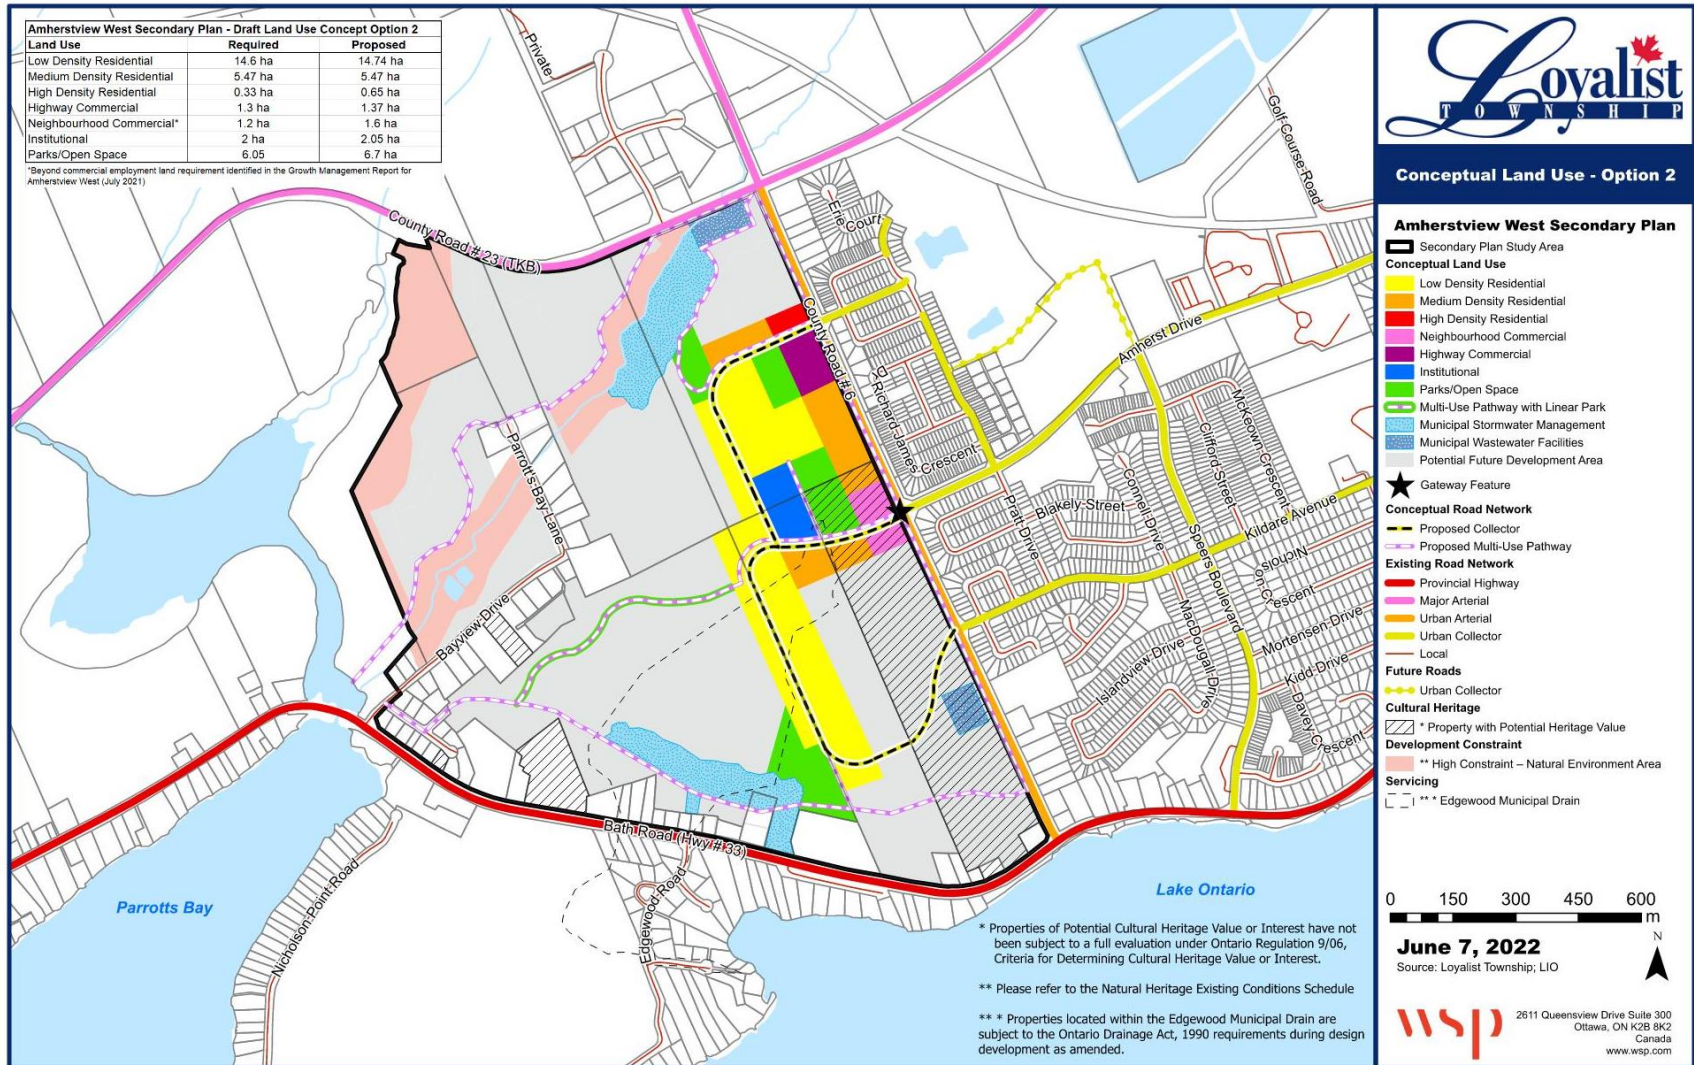 Amherstview West Secondary Plan - Draft Land Use Concept Option 2
Land Use Required Proposed
Low Density Residential 14.6 ha 14.74 ha
Medium Density Residential 5.47 ha 5.47 ha
High Density Residential 0.33 ha 0.65 ha
Highway Commercial 1.3 ha 1.37 ha
Neighbourhood Commercial* 1.2 ha 1.6 ha
Institutional 2 ha 2.05 ha
Parks/Open Space 6.05 6.7 ha
*Beyond commercial employment land requirement identified in the Growth Management Report for
Amherstview West (July 2021)
Private
County Road # 23 (TKB)
Erie Court
Golf-Course-Road
County Road # 6
Richard-James
Crescent
Amherst Drive
McKeown-Crescent
Clifford-Street
Connell-Drive
Blakely-Street
Pratt-Drive
Kildare Avenue
Nicholson-Crescent
Speers Boulevard
Mortensen-Drive
MacDougall-Drive
Islandview-Drive
Kidd-Drive
Davey-Crescent
Parrott's-Bay-Lane
Bayview-Drive
Bath Road (Hwy # 33)
Edgewood-Road
Nicholson-Point-Road
Parrotts Bay
Lake Ontario
* Properties of Potential Cultural Heritage Value or Interest have not
been subject to a full evaluation under Ontario Regulation 9/06,
Criteria for Determining Cultural Heritage Value or Interest.
** Please refer to the Natural Heritage Existing Conditions Schedule
** * Properties located within the Edgewood Municipal Drain are
subject to the Ontario Drainage Act, 1990 requirements during design
development as amended.
Loyalist
TOWNSHIP
Conceptual Land Use - Option 2
Amherstview West Secondary Plan
Secondary Plan Study Area
Conceptual Land Use
Low Density Residential
Medium Density Residential
High Density Residential
Neighbourhood Commercial
Highway Commercial
Institutional
Parks/Open Space
Multi-Use Pathway with Linear Park
Municipal Stormwater Management
Municipal Wastewater Facilities
Potential Future Development Area
Gateway Feature
Conceptual Road Network
Proposed Collector
Proposed Multi-Use Pathway
Existing Road Network
Provincial Highway
Major Arterial
Urban Arterial
Urban Collector
Local
Future Roads
Urban Collector
Cultural Heritage
* Property with Potential Heritage Value
Development Constraint
** High Constraint – Natural Environment Area
Servicing
** * Edgewood Municipal Drain
0 150 300 450 600
m
N
June 7, 2022
Source: Loyalist Township; LIO
wsp
2611 Queensview Drive Suite 300
Ottawa, ON K2B 8K2
Canada
www.wsp.com